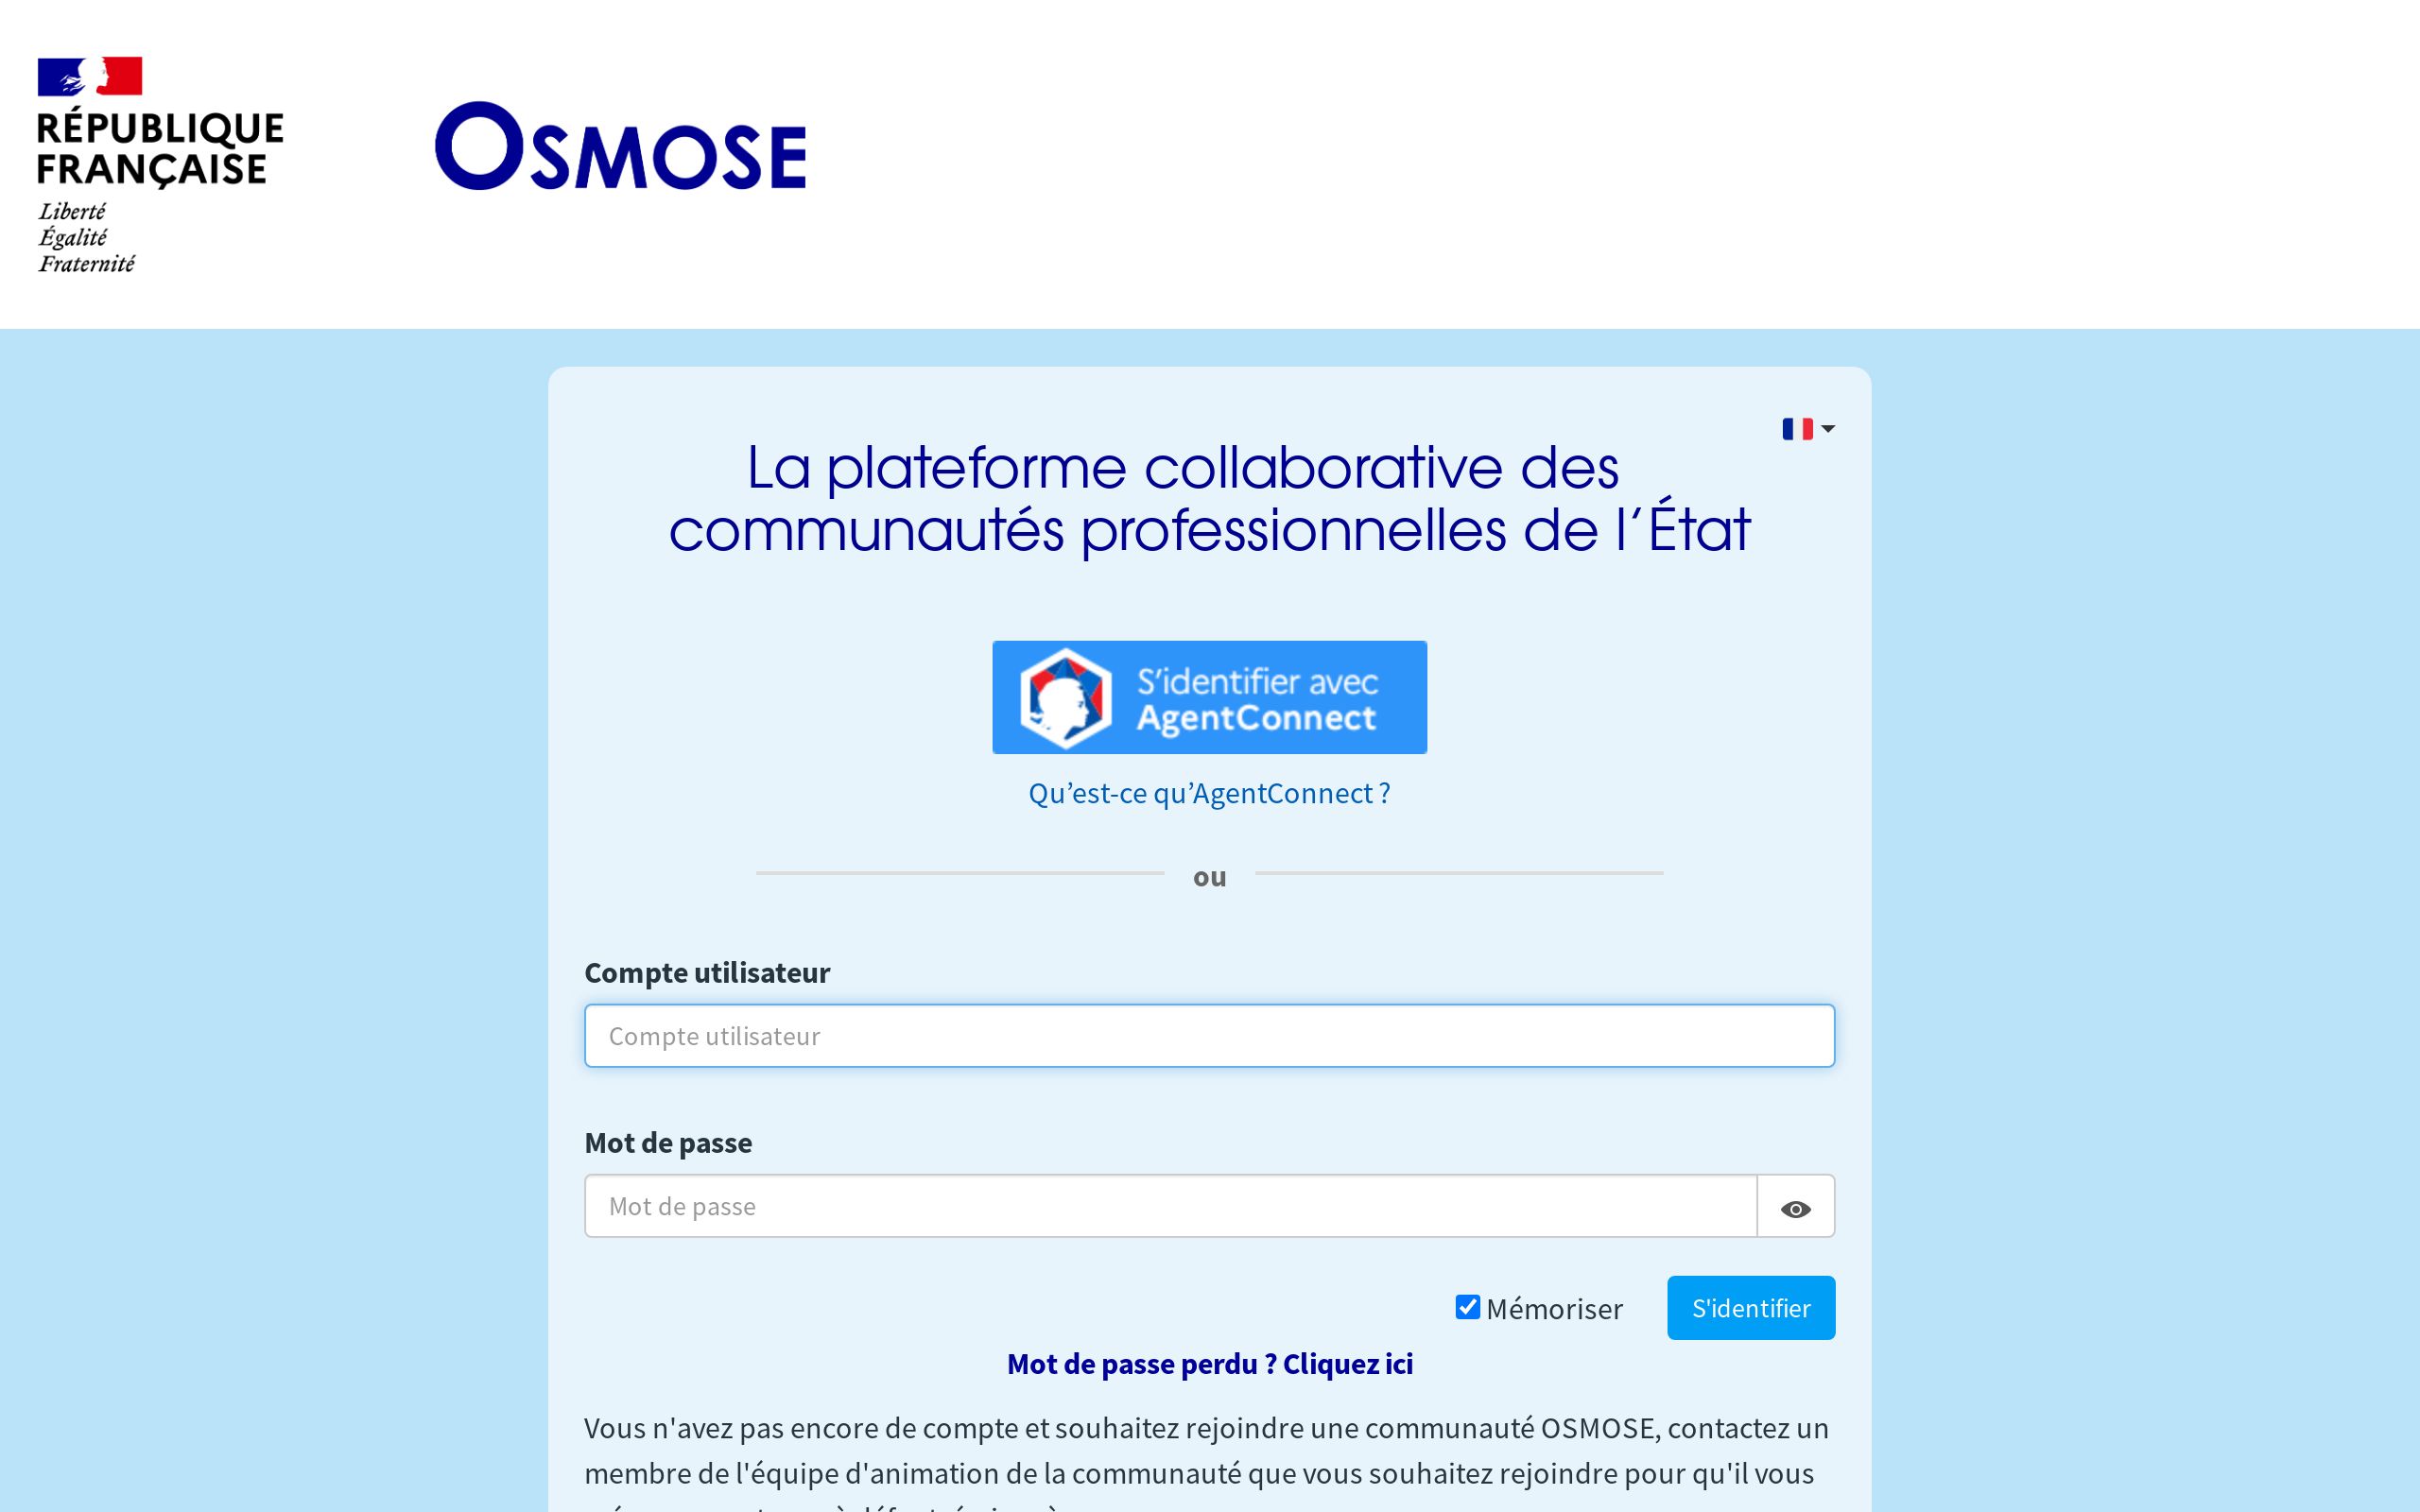 RÉPUBLIQUE
FRANÇAISE
Liberté
Égalité
Fraternité
OSMOSE
La plateforme collaborative des
communautés professionnelles de l’État
S’identifier avec
AgentConnect
Qu’est-ce qu’AgentConnect ?
ou
Compte utilisateur
Compte utilisateur
Mot de passe
Mot de passe
Mémoriser
S'identifier
Mot de passe perdu ? Cliquez ici
Vous n'avez pas encore de compte et souhaitez rejoindre une communauté OSMOSE, contactez un
membre de l'équipe d'animation de la communauté que vous souhaitez rejoindre pour qu'il vous